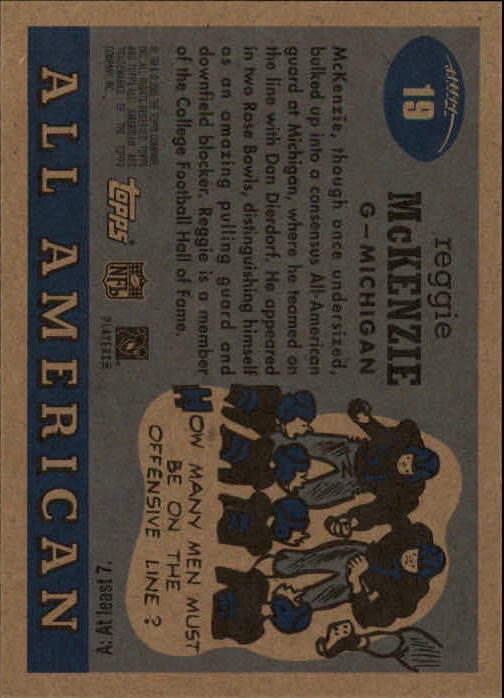 19
reggie
McKENZIE
G–MICHIGAN
McKenzie, though once undersized,
bulked up into a consensus All-American
guard at Michigan, where he teamed on
the line with Dan Dierdorf. He appeared
in two Rose Bowls, distinguishing himself
as an amazing pulling guard and
downfield blocker. Reggie is a member
of the College Football Hall of Fame.
topps
NFL
PLAYERS
HOW MANY MEN MUST
BE ON THE
OFFENSIVE LINE?
A: At least 7.
ALL AMERICAN